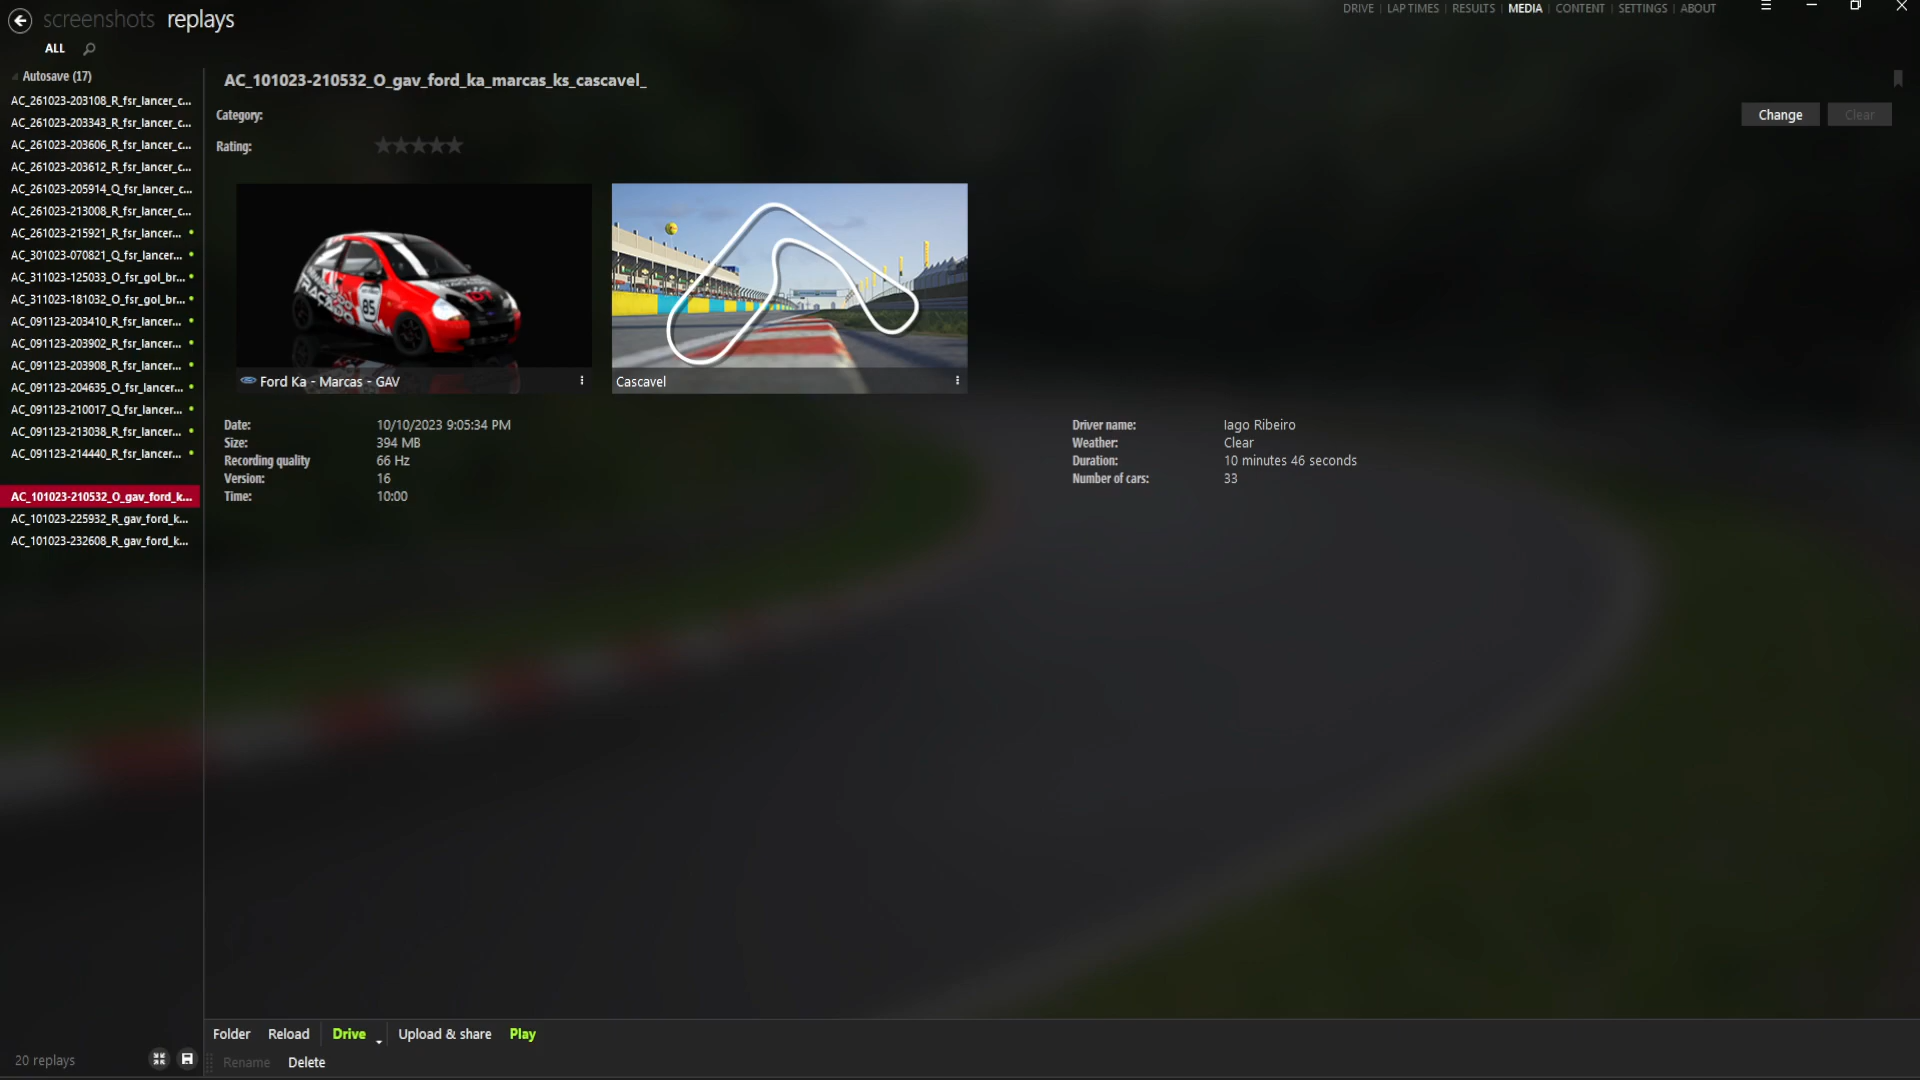 screenshots replays
DRIVE | LAP TIMES | RESULTS | MEDIA | CONTENT | SETTINGS | ABOUT
ALL
Autosave (17)
AC_261023-203108_R_fsr_lancer_c...
AC_261023-203343_R_fsr_lancer_c...
AC_261023-203606_R_fsr_lancer_c...
AC_261023-203612_R_fsr_lancer_c...
AC_261023-205914_Q_fsr_lancer_c...
AC_261023-213008_R_fsr_lancer_c...
AC_261023-215921_R_fsr_lancer...
AC_301023-070821_Q_fsr_lancer...
AC_311023-125033_O_fsr_gol_br...
AC_311023-181032_O_fsr_gol_br...
AC_091123-203410_R_fsr_lancer...
AC_091123-203902_R_fsr_lancer...
AC_091123-203908_R_fsr_lancer...
AC_091123-204635_O_fsr_lancer...
AC_091123-210017_Q_fsr_lancer...
AC_091123-213038_R_fsr_lancer...
AC_091123-214440_R_fsr_lancer...
AC_101023-210532_O_gav_ford_k...
AC_101023-225932_R_gav_ford_k...
AC_101023-232608_R_gav_ford_k...
20 replays
AC_101023-210532_O_gav_ford_ka_marcas_ks_cascavel_
Category:
Change
Clear
Rating:
85
Ford Ka - Marcas - GAV
Cascavel
Date: 10/10/2023 9:05:34 PM
Size: 394 MB
Recording quality 66 Hz
Version: 16
Time: 10:00
Driver name: Iago Ribeiro
Weather: Clear
Duration: 10 minutes 46 seconds
Number of cars: 33
Folder Reload Drive Upload & share Play
Rename Delete